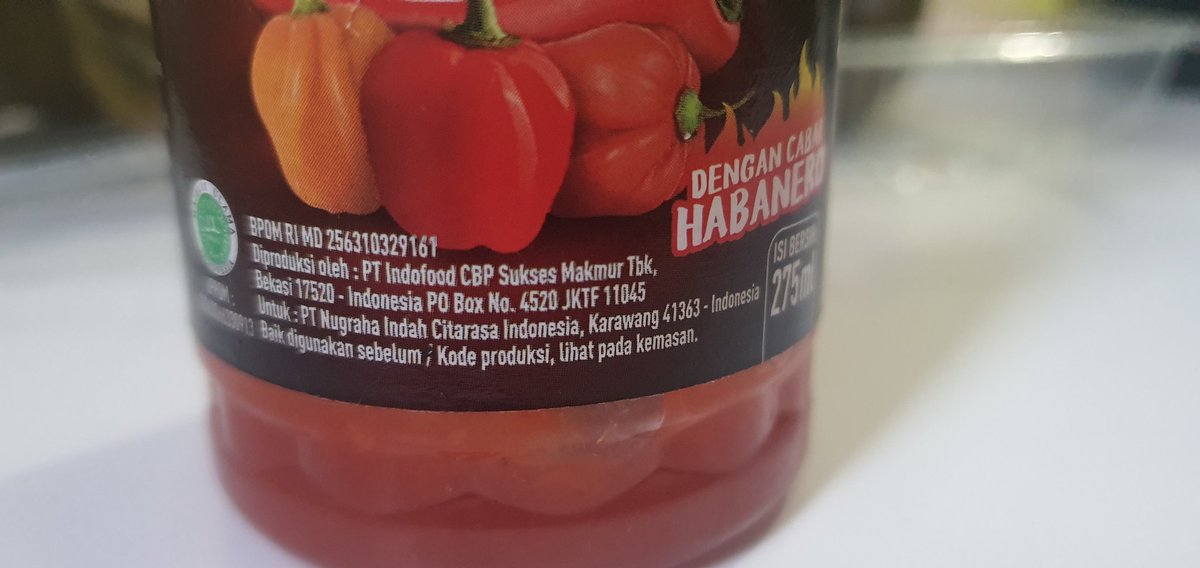 DENGAN CABAI
HABANERO
BPOM RI MD 256310329161
Diproduksi oleh : PT Indofood CBP Sukses Makmur Tbk,
Bekasi 17520 - Indonesia PO Box No. 4520 JKTF 11045
Untuk : PT Nugraha Indah Citarasa Indonesia, Karawang 41363 - Indonesia
Baik digunakan sebelum / Kode produksi, lihat pada kemasan.
ISI BERSIH
275ml